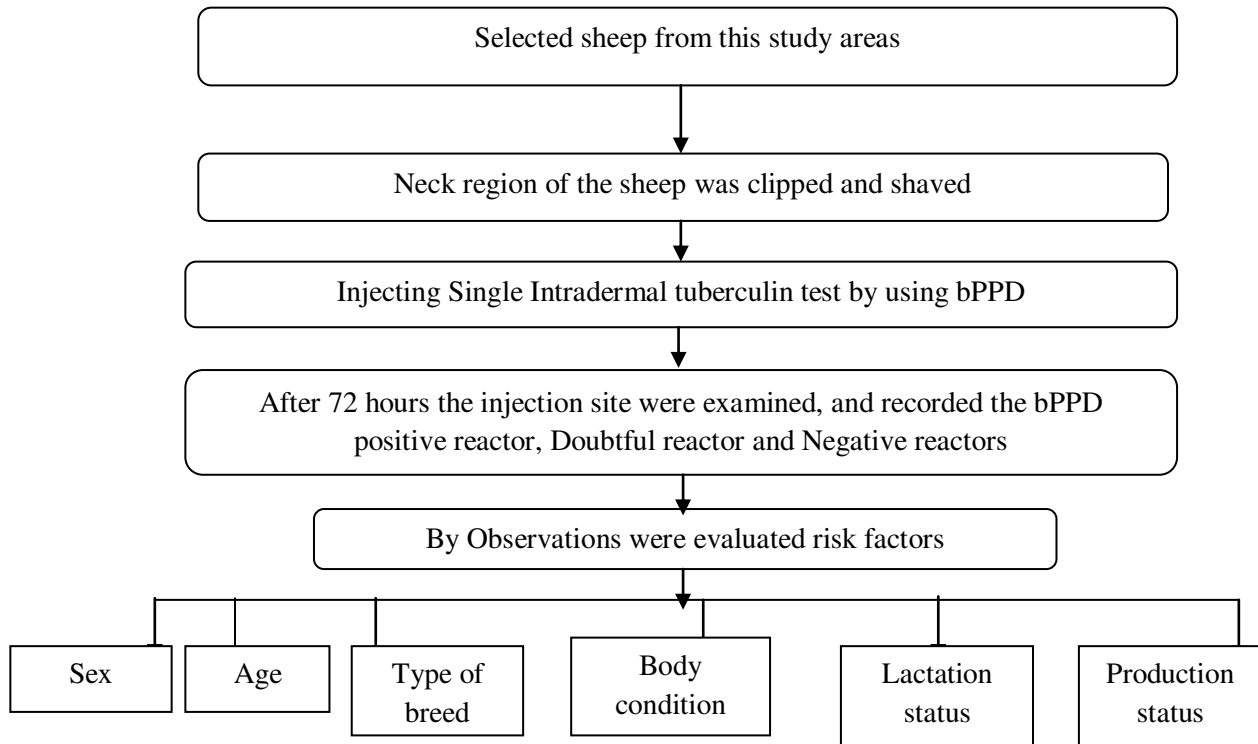 Selected sheep from this study areas
Neck region of the sheep was clipped and shaved
Injecting Single Intradermal tuberculin test by using bPPD
After 72 hours the injection site were examined, and recorded the bPPD
positive reactor, Doubtful reactor and Negative reactors
By Observations were evaluated risk factors
Sex
Age
Type of
breed
Body
condition
Lactation
status
Production
status